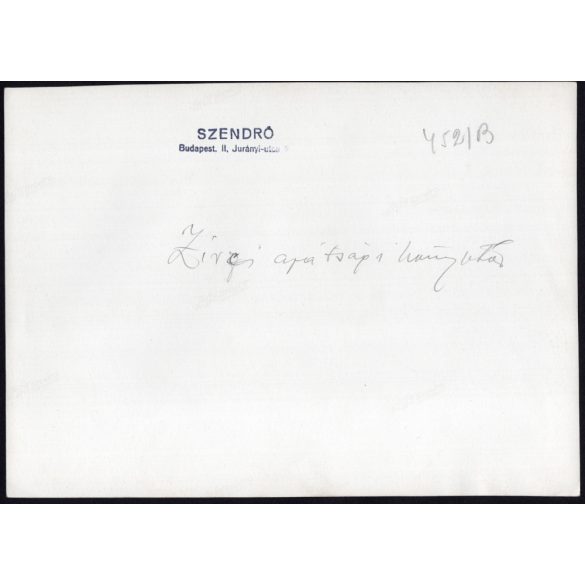 SZENDRŐ
Budapest, II, Jurányi-utca
452/B
Zirci apátsági könyvtár